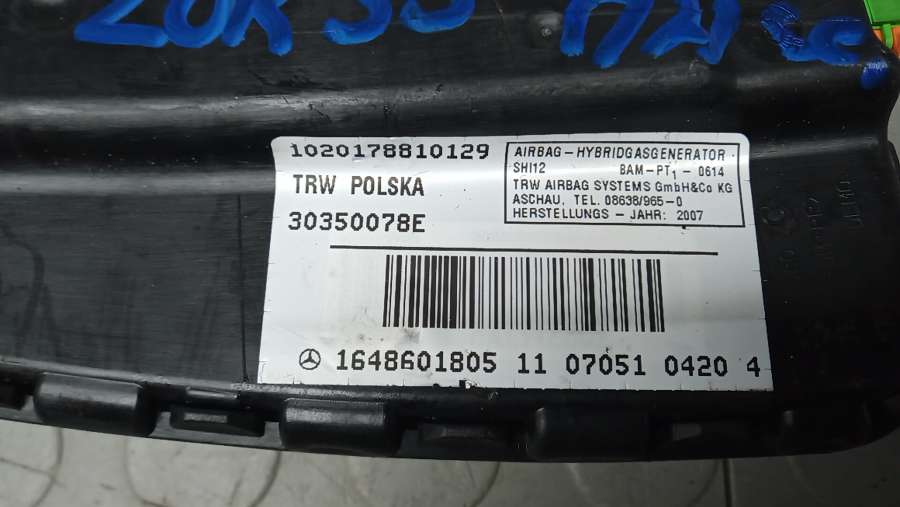 1020178810129
TRW POLSKA
30350078E
AIRBAG-HYBRIDGASGENERATOR
SHI12 BAM-PT1-0614
TRW AIRBAG SYSTEMS GmbH&Co KG
ASCHAU, TEL. 08638/965-0
HERSTELLUNGS - JAHR: 2007
1648601805 11 07051 0420 4